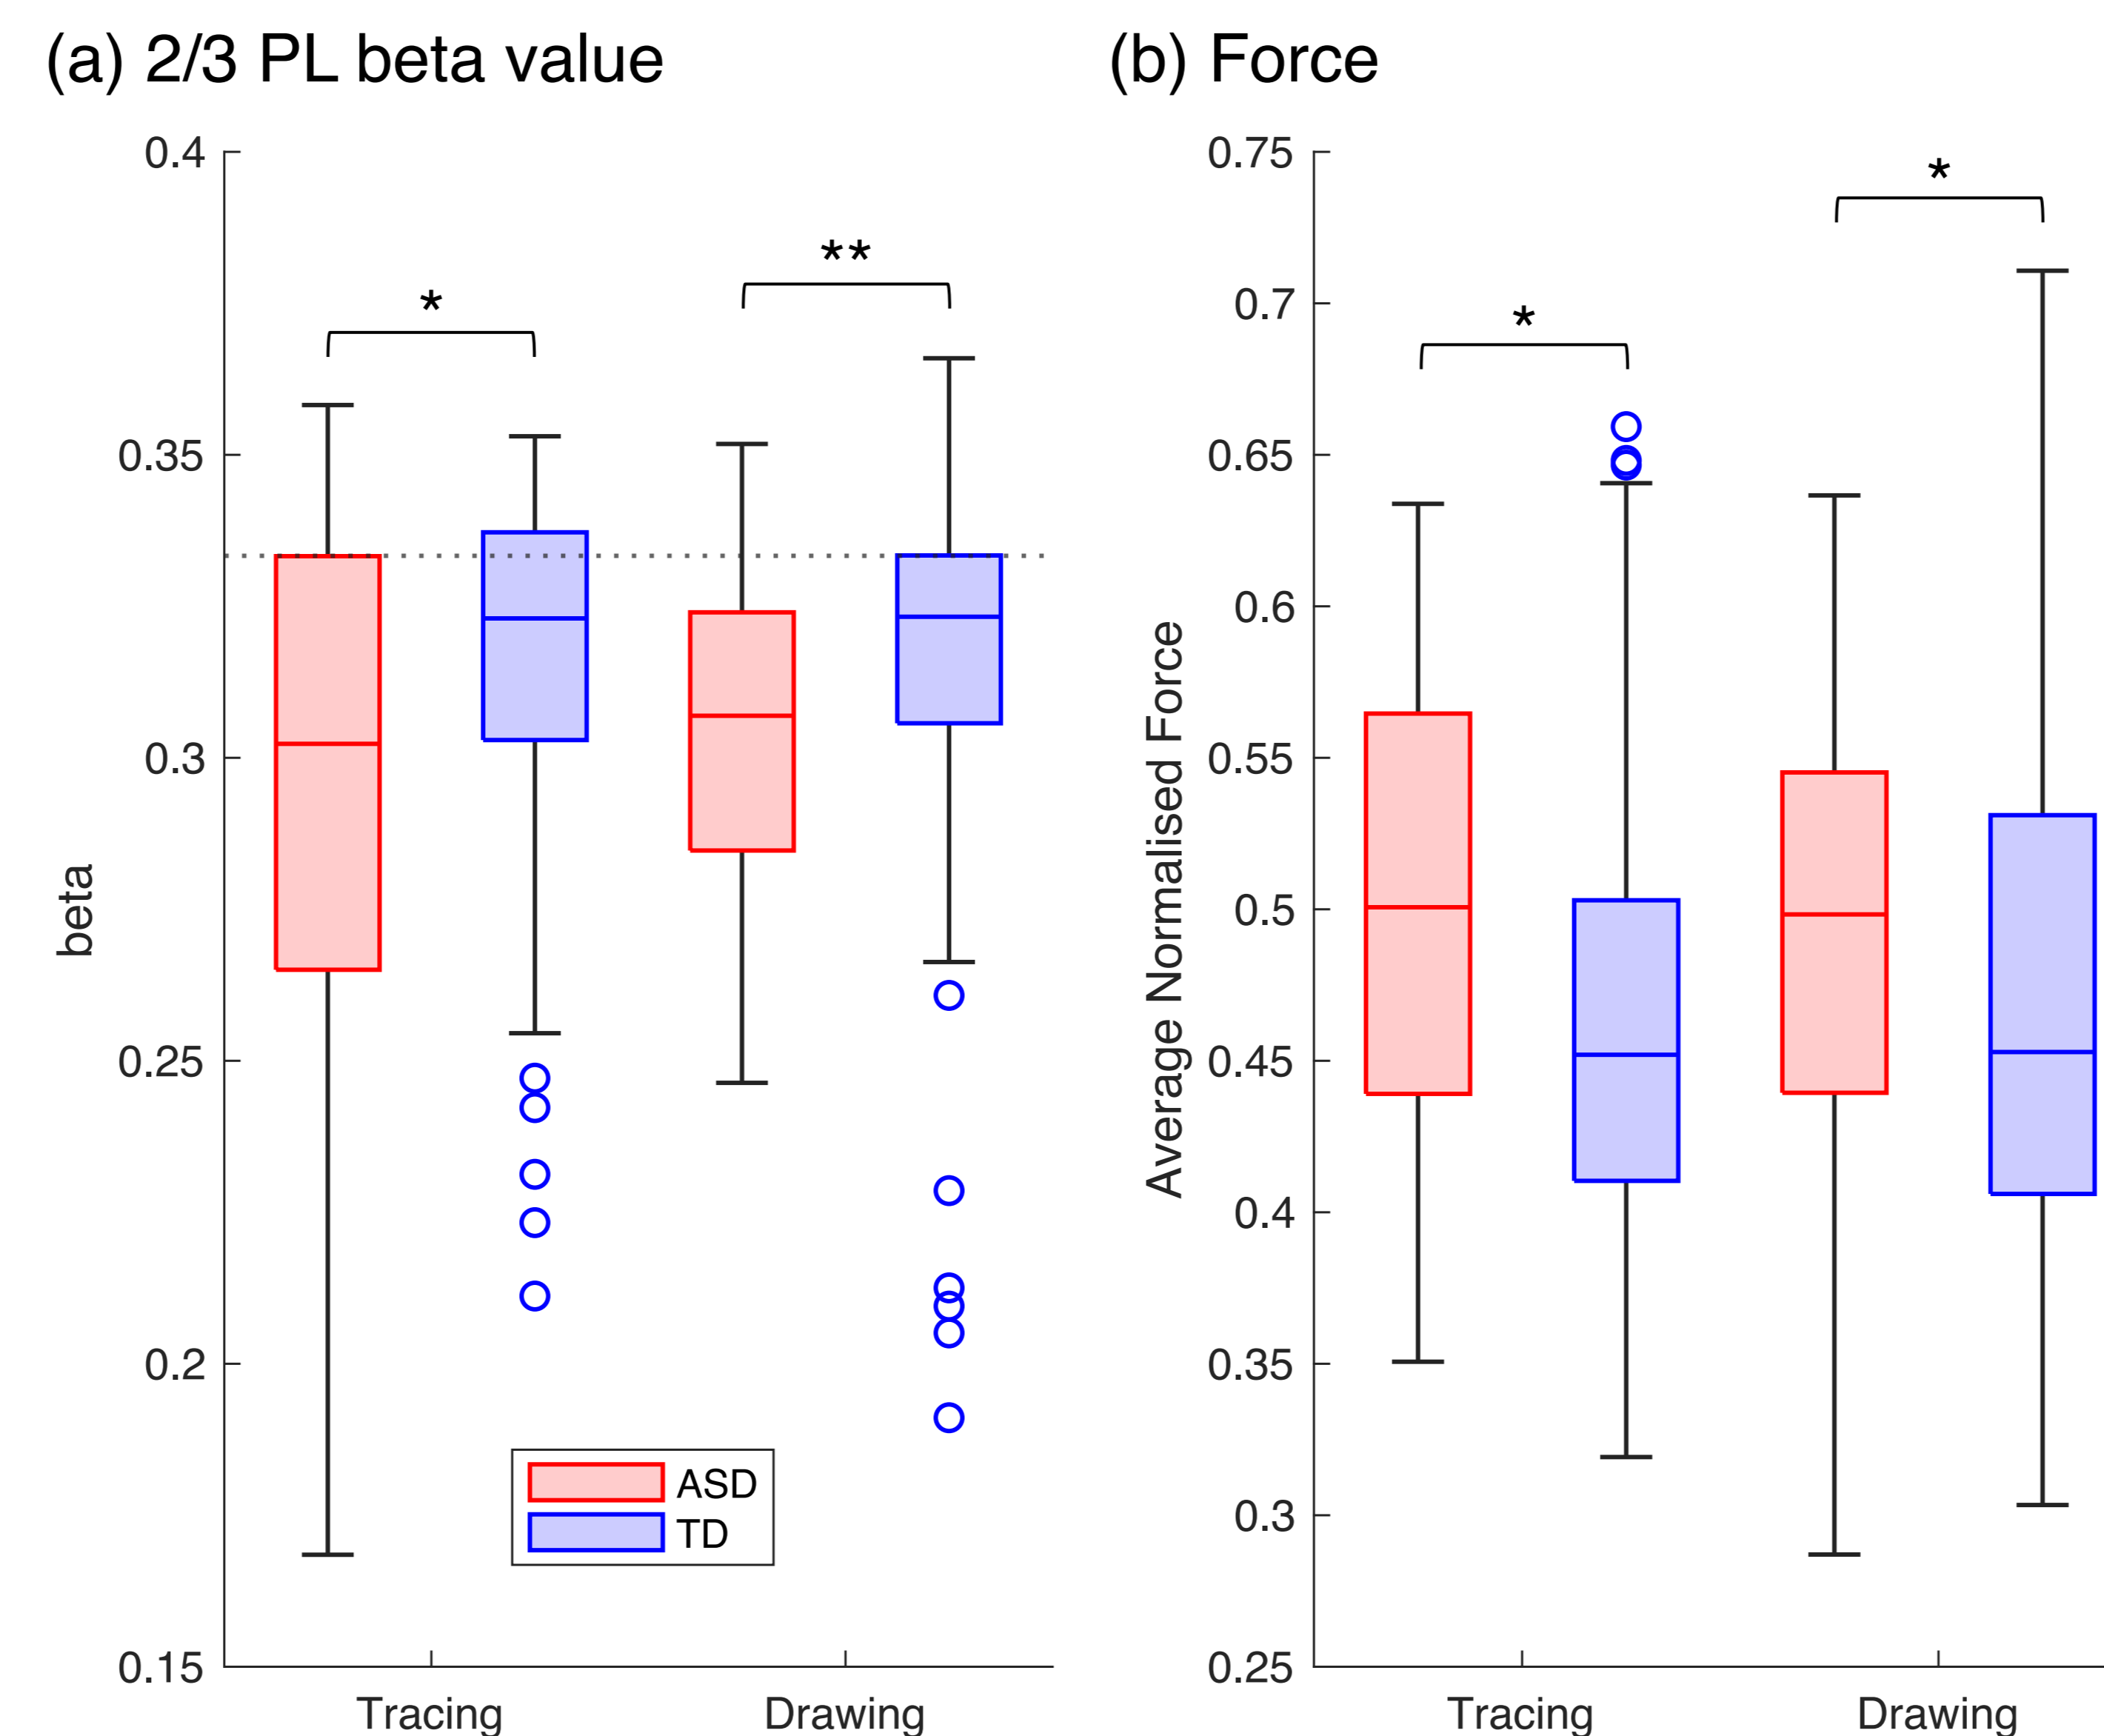 (a) 2/3 PL beta value
0.4
0.35
0.3
0.25
0.2
0.15
beta
*
**
ASD
TD
Tracing
Drawing
(b) Force
0.75
0.7
0.65
0.6
0.55
0.5
0.45
0.4
0.35
0.3
0.25
Average Normalised Force
*
*
Tracing
Drawing